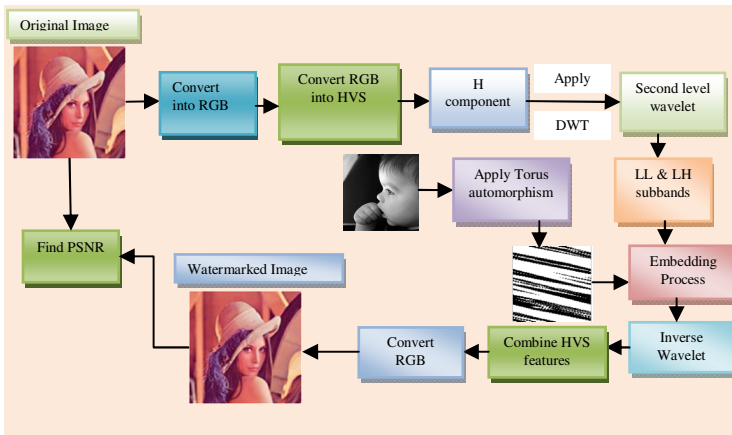 Original Image
Convert
into RGB
Convert RGB
into HVS
H
component
Apply
DWT
Second level
wavelet
Apply Torus
automorphism
LL & LH
subbands
Find PSNR
Watermarked Image
Embedding
Process
Convert
RGB
Combine HVS
features
Inverse
Wavelet